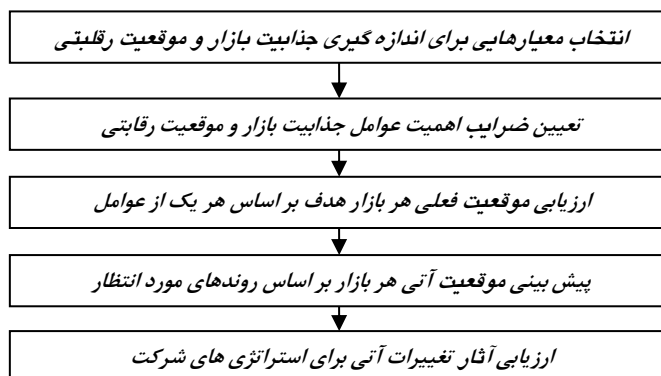 انتخاب معیارهایی برای اندازه گیری جذابیت بازار و موقعیت رقلبتی
تعیین ضرایب اهمیت عوامل جذابیت بازار و موقعیت رقابتی
ارزیابی موقعیت فعلی هر بازار هدف بر اساس هر یک از عوامل
پیش بینی موقعیت آتی هر بازار بر اساس روندهای مورد انتظار
ارزیابی آثار تغییرات آتی برای استراتژی های شرکت